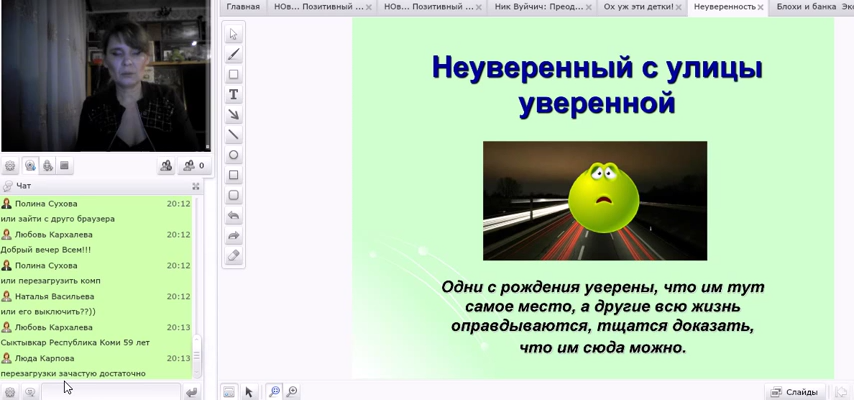 Главная
НОв... Позитивный ...
НОв... Позитивный ...
Ник Вуйчич: Преод...
Ох уж эти детки!
Неуверенность
Блохи и банка
Эко
0
Чат
Полина Сухова 20:12
или зайти с друго браузера
Любовь Кархалева 20:12
Добрый вечер Всем!!!
Полина Сухова 20:12
или перезагрузить комп
Наталья Васильева 20:12
или его выключить??))
Любовь Кархалева 20:13
Сыктывкар Республика Коми 59 лет
Люда Карпова 20:13
перезагрузки зачастую достаточно
T
Неуверенный с улицы
уверенной
Одни с рождения уверены, что им тут
самое место, а другие всю жизнь
оправдываются, тщатся доказать,
что им сюда можно.
Слайды